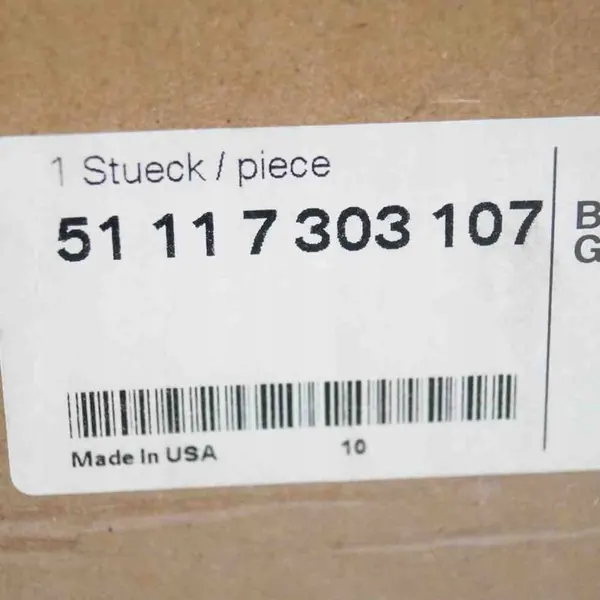 1 Stueck / piece
51 11 7 303 107
B
G
Made In USA
10